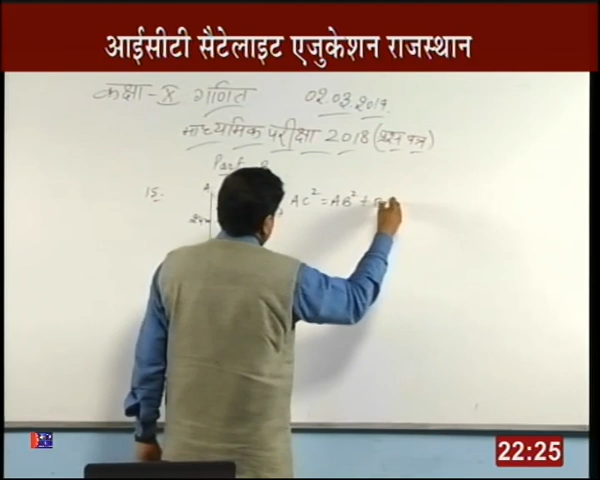 आईसीटी सैटेलाइट एजुकेशन राजस्थान
कक्षा-X गणित 02.03.2019
माध्यमिक परीक्षा 2018 (प्रश्न पत्र)
Part
15. A AC² = AB² +
22:25